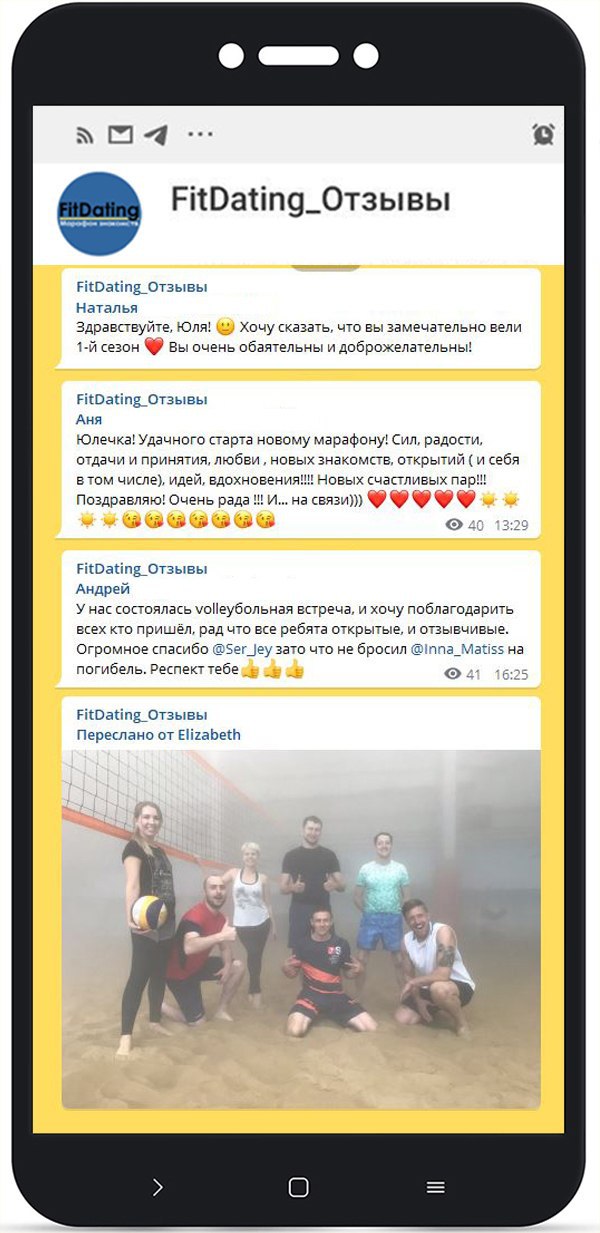 FitDating_Отзывы
FitDating
Марафон знакомств
FitDating_Отзывы
Наталья
Здравствуйте, Юля! 🙂 Хочу сказать, что вы замечательно вели
1-й сезон ❤️ Вы очень обаятельны и доброжелательны!
FitDating_Отзывы
Аня
Юлечка! Удачного старта новому марафону! Сил, радости,
отдачи и принятия, любви , новых знакомств, открытий ( и себя
в том числе), идей, вдохновения!!!! Новых счастливых пар!!!
Поздравляю! Очень рада !!! И... на связи))) ❤️❤️❤️❤️❤️☀️☀️
☀️☀️😘😘😘😘😘😘😘 40 13:29
FitDating_Отзывы
Андрей
У нас состоялась volleyбольная встреча, и хочу поблагодарить
всех кто пришёл, рад что все ребята открытые, и отзывчивые.
Огромное спасибо @Ser_Jey зато что не бросил @Inna_Matiss на
погибель. Респект тебе👍👍👍 41 16:25
FitDating_Отзывы
Переслано от Elizabeth